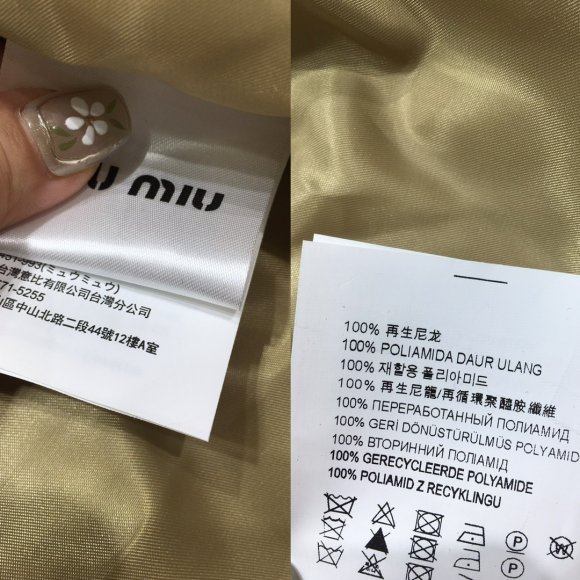 MIU
(ミュウミュウ)
台灣意比有限公司台灣分公司
71-5255
區中山北路二段44號12樓A室
100% 再生尼龙
100% POLIAMIDA DAUR ULANG
100% 재활용 폴리아미드
100% 再生尼龍/再循環聚醯胺纖維
100% ПЕРЕРАБОТАННЫЙ ПОЛИАМИД
100% GERI DÖNÜSTÜRÜLMÜS POLYAMID
100% ВТОРИННИЙ ПОЛІАМІД
100% GERECYCLEERDE POLYAMIDE
100% POLIAMID Z RECYKLINGU